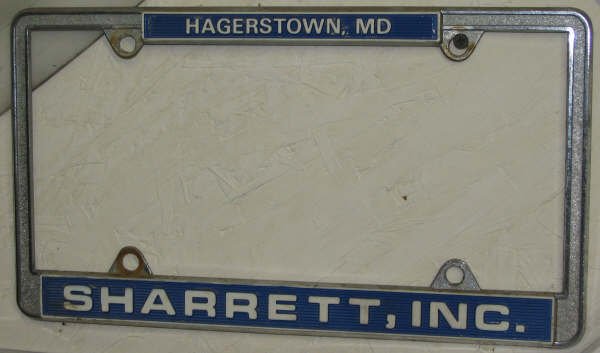 HAGERSTOWN, MD
SHARRETT, INC.